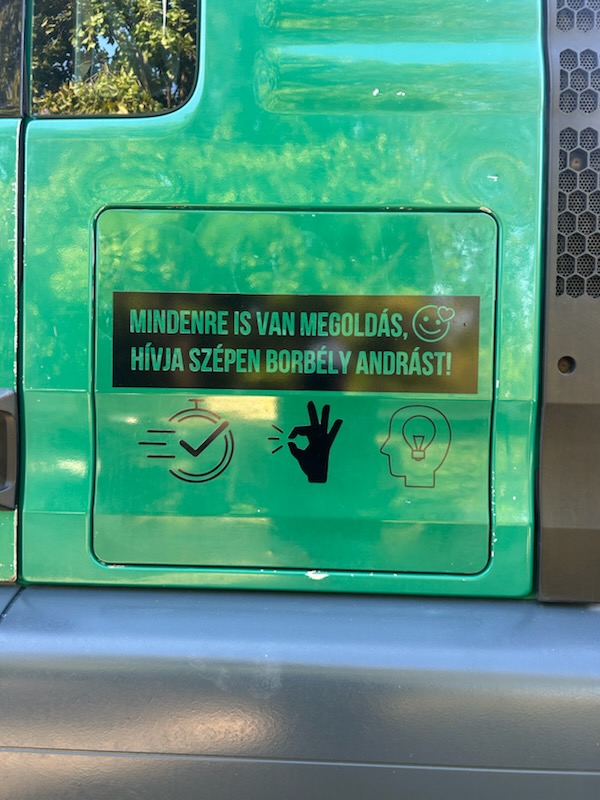 MINDENRE IS VAN MEGOLDÁS,
HÍVJA SZÉPEN BORBÉLY ANDRÁST!